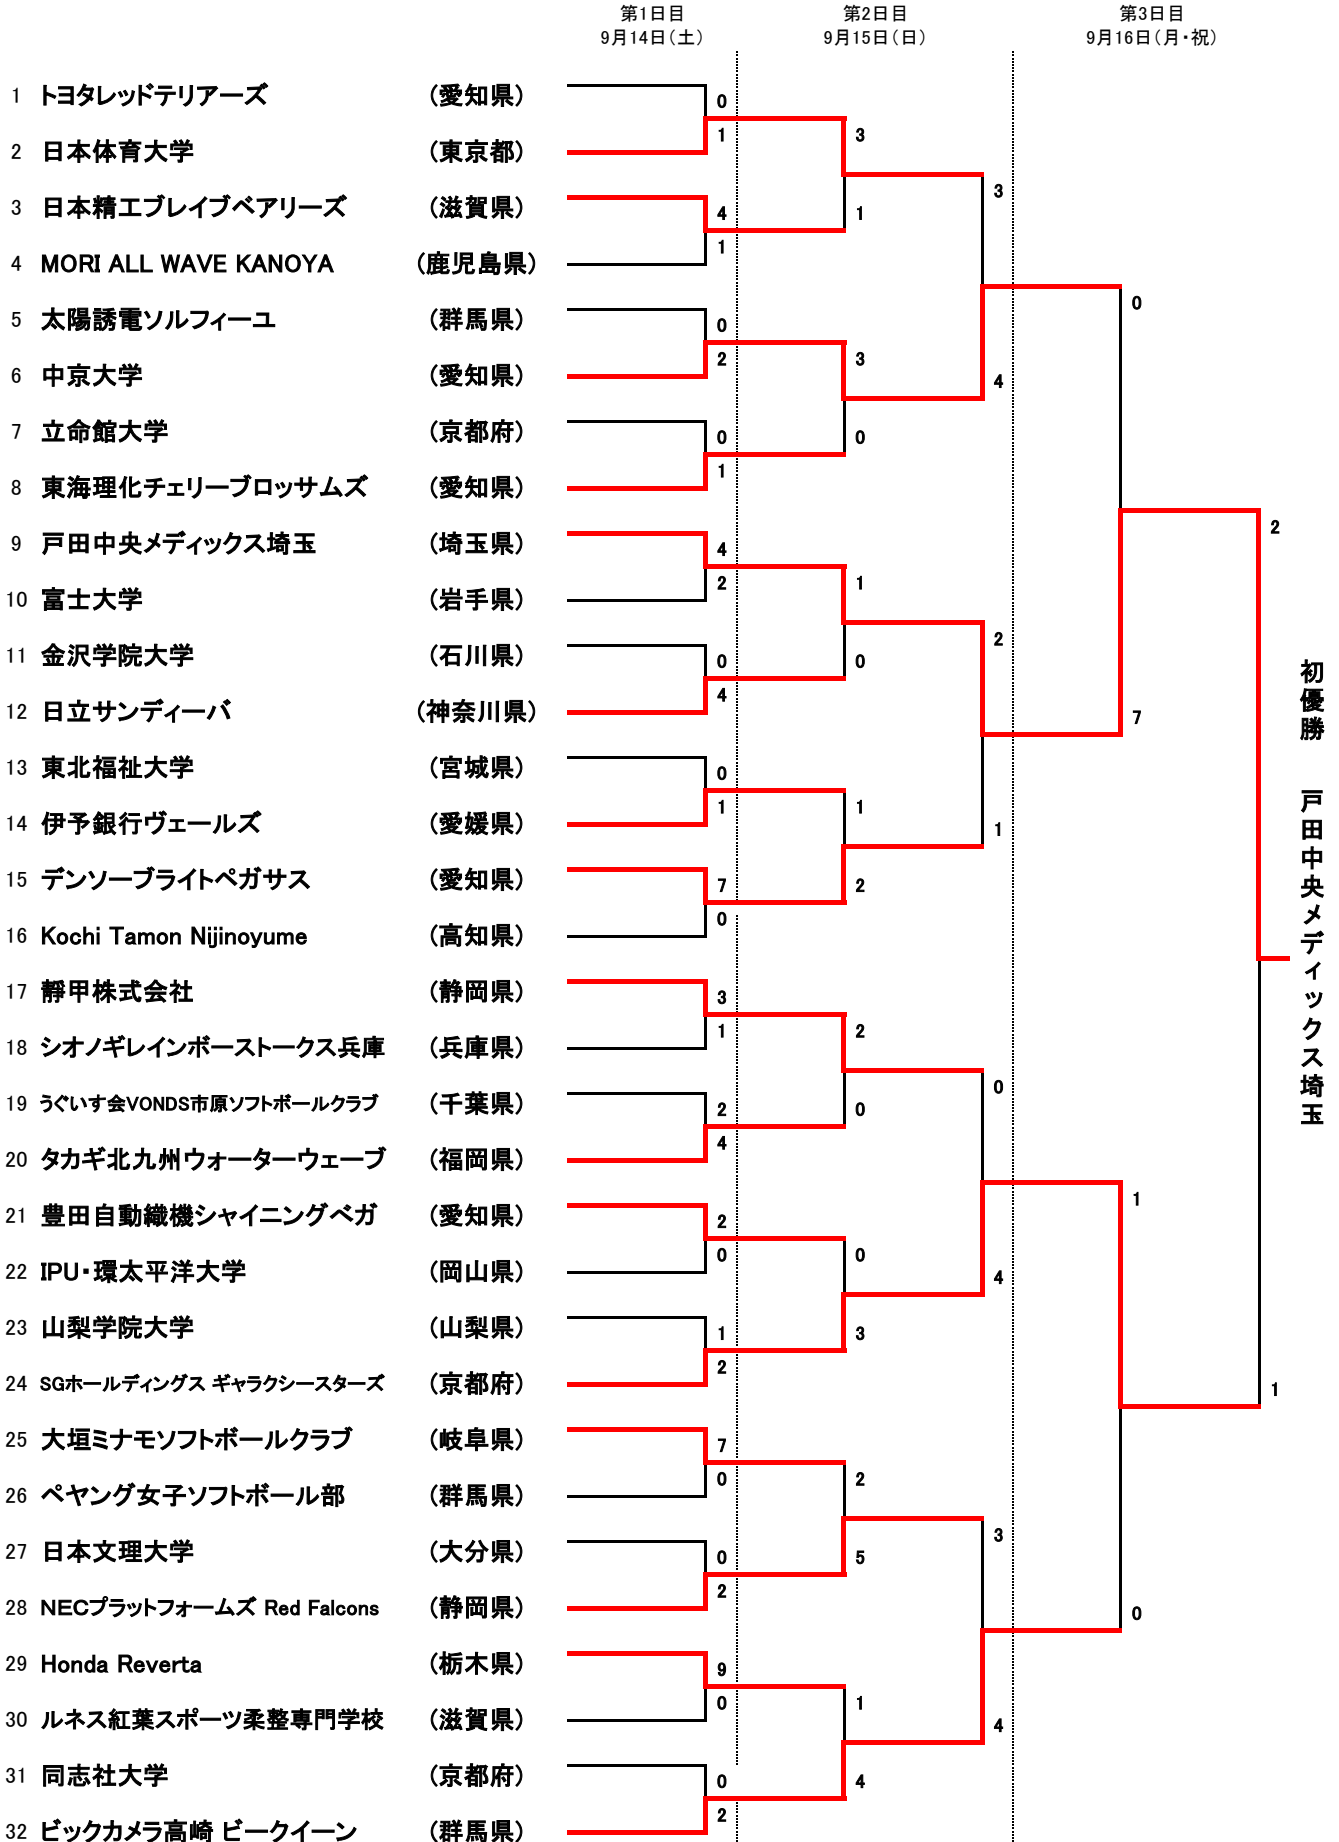 第1日目
9月14日(土)
第2日目
9月15日(日)
第3日目
9月16日(月・祝)
1 トヨタレッドテリアーズ (愛知県)
0
2 日本体育大学 (東京都)
1
3
3 日本精工ブレイブベアリーズ (滋賀県)
4
1
3
4 MORI ALL WAVE KANOYA (鹿児島県)
1
5 太陽誘電ソルフィーユ (群馬県)
0
0
6 中京大学 (愛知県)
2
3
4
7 立命館大学 (京都府)
0
0
8 東海理化チェリーブロッサムズ (愛知県)
1
9 戸田中央メディックス埼玉 (埼玉県)
4
2
10 富士大学 (岩手県)
2
1
11 金沢学院大学 (石川県)
0
0
2
12 日立サンディーバ (神奈川県)
4
7
13 東北福祉大学 (宮城県)
0
14 伊予銀行ヴェールズ (愛媛県)
1
1
1
15 デンソーブライトペガサス (愛知県)
7
2
16 Kochi Tamon Nijinoyume (高知県)
0
17 靜甲株式会社 (静岡県)
3
18 シオノギレインボーストークス兵庫 (兵庫県)
1
2
19 うぐいす会VONDS市原ソフトボールクラブ (千葉県)
2
0
0
20 タカギ北九州ウォーターウェーブ (福岡県)
4
21 豊田自動織機シャイニングベガ (愛知県)
2
1
22 IPU・環太平洋大学 (岡山県)
0
0
4
23 山梨学院大学 (山梨県)
1
3
24 SGホールディングス ギャラクシースターズ (京都府)
2
1
25 大垣ミナモソフトボールクラブ (岐阜県)
7
26 ペヤング女子ソフトボール部 (群馬県)
0
2
27 日本文理大学 (大分県)
0
5
3
28 NECプラットフォームズ Red Falcons (静岡県)
2
0
29 Honda Reverta (栃木県)
9
30 ルネス紅葉スポーツ柔整専門学校 (滋賀県)
0
1
4
31 同志社大学 (京都府)
0
4
32 ビックカメラ高崎 ビークイーン (群馬県)
2
初優勝 戸田中央メディックス埼玉